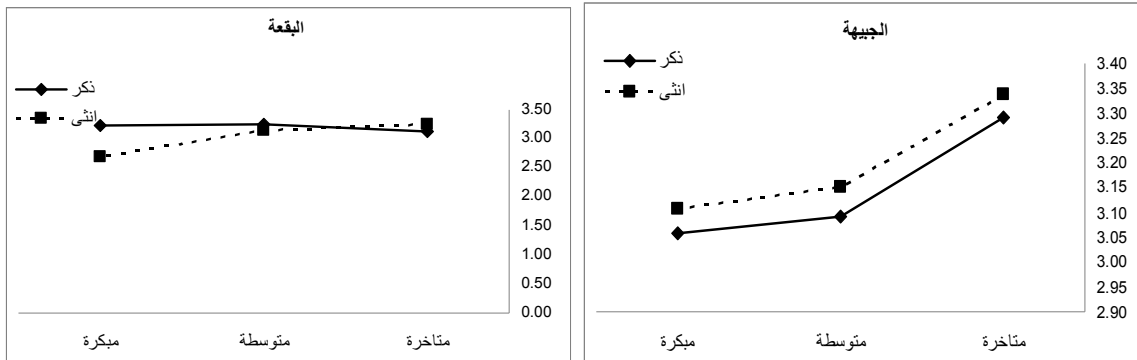 الجبيهة
ذكر
انثى
3.40
3.35
3.30
3.25
3.20
3.15
3.10
3.05
3.00
2.95
2.90
متاخرة
متوسطة
مبكرة
البقعة
ذكر
انثى
3.50
3.00
2.50
2.00
1.50
1.00
0.50
0.00
متاخرة
متوسطة
مبكرة